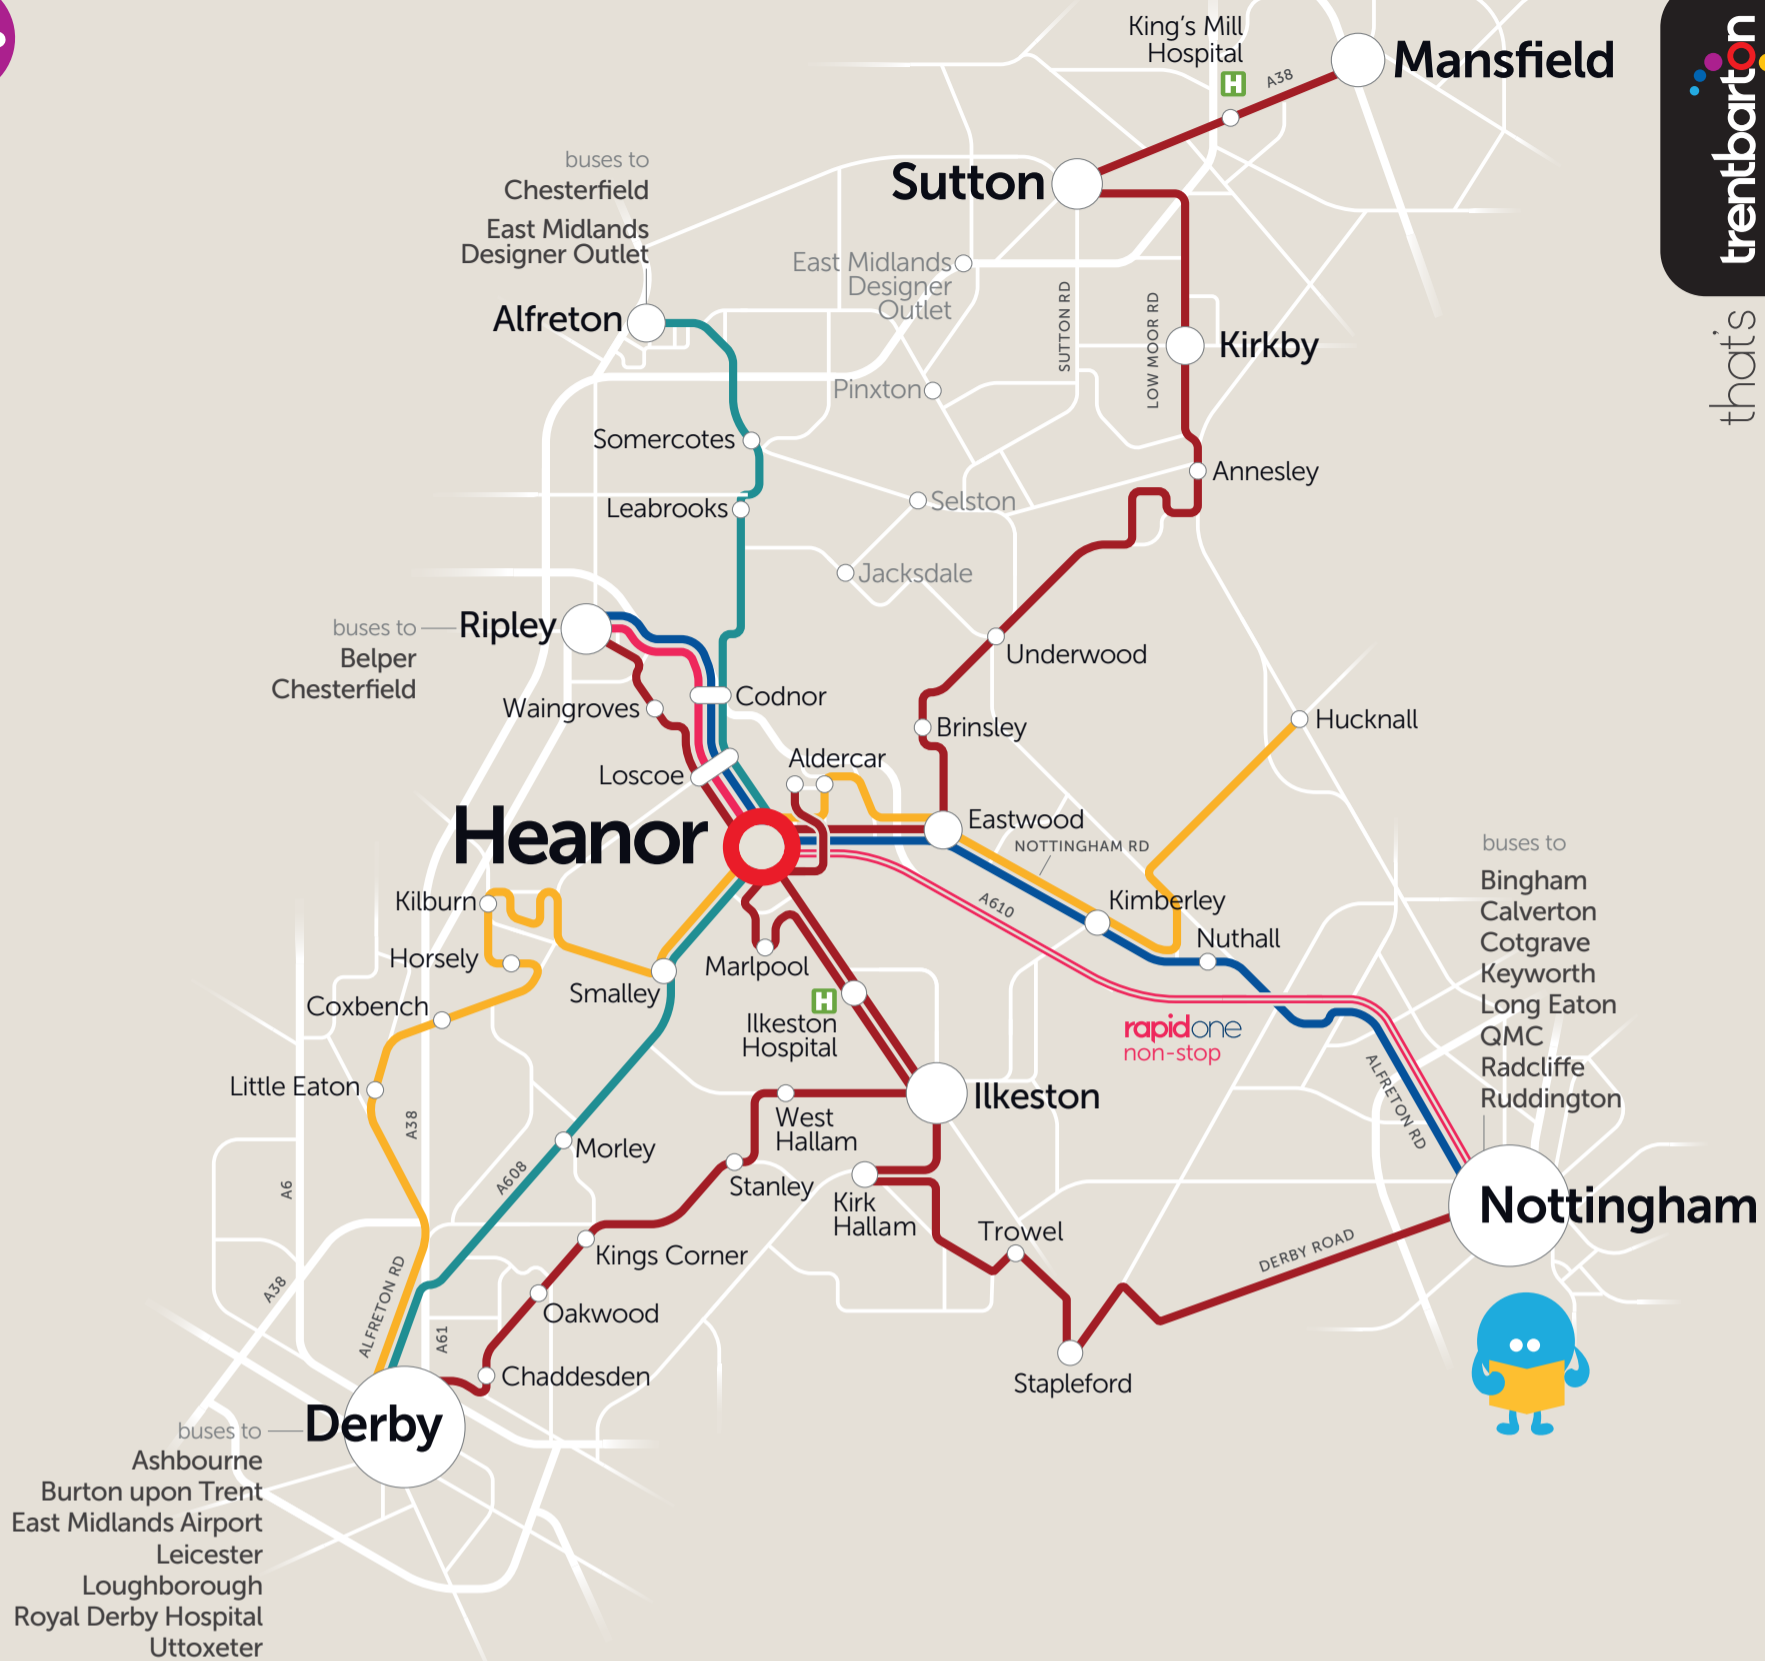 King's Mill
Hospital
H
A38
Mansfield
trentbarton
that's
buses to
Chesterfield
East Midlands
Designer Outlet
Sutton
East Midlands
Designer
Outlet
Alfreton
SUTTON RD
LOW MOOR RD
Kirkby
Pinxton
Somercotes
Annesley
Leabrooks
Selston
Jacksdale
buses to
Belper
Chesterfield
Ripley
Underwood
Waingroves
Codnor
Brinsley
Hucknall
Loscoe
Aldercar
Heanor
Eastwood
NOTTINGHAM RD
buses to
Bingham
Calverton
Cotgrave
Keyworth
Long Eaton
QMC
Radcliffe
Ruddington
Kilburn
A610
Kimberley
Nuthall
Horsely
Marlpool
Smalley
Coxbench
H
Ilkeston
Hospital
rapidone
non-stop
Little Eaton
A38
ALFRETON RD
Ilkeston
West
Hallam
Morley
A608
A6
Stanley
Kirk
Hallam
Nottingham
Trowel
Kings Corner
DERBY ROAD
A38
ALFRETON RD
A61
Oakwood
Chaddesden
Stapleford
Derby
buses to
Ashbourne
Burton upon Trent
East Midlands Airport
Leicester
Loughborough
Royal Derby Hospital
Uttoxeter